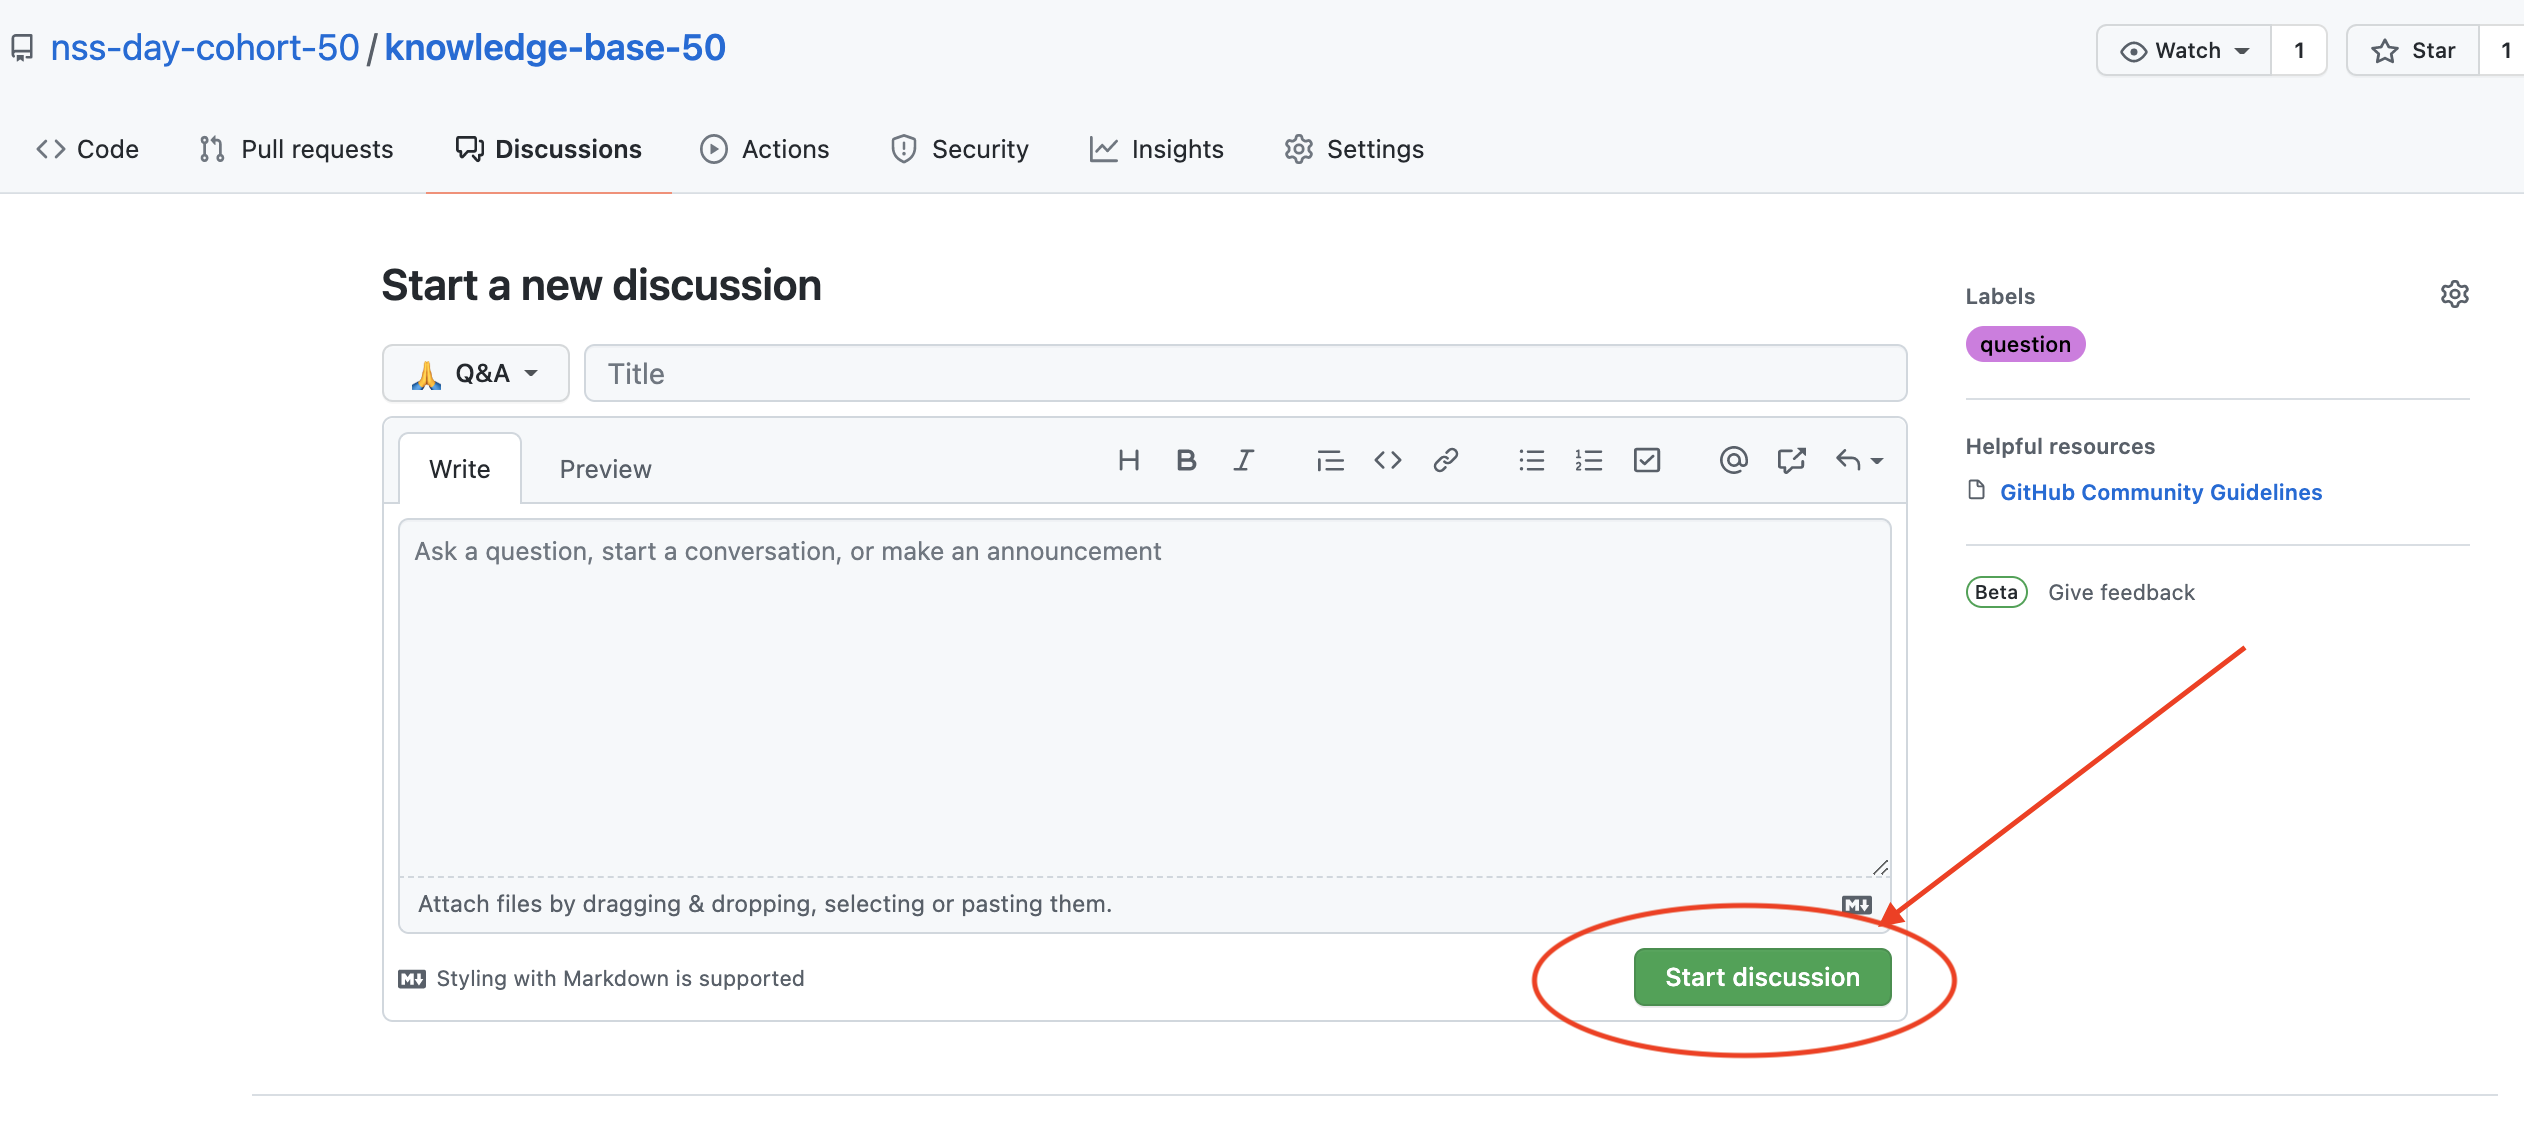 nss-day-cohort-50 / knowledge-base-50
Watch 1 Star 1
Code Pull requests Discussions Actions Security Insights Settings
Start a new discussion
Labels
question
Q&A Title
Write Preview
Helpful resources
GitHub Community Guidelines
Ask a question, start a conversation, or make an announcement
Beta Give feedback
Attach files by dragging & dropping, selecting or pasting them.
Styling with Markdown is supported
Start discussion